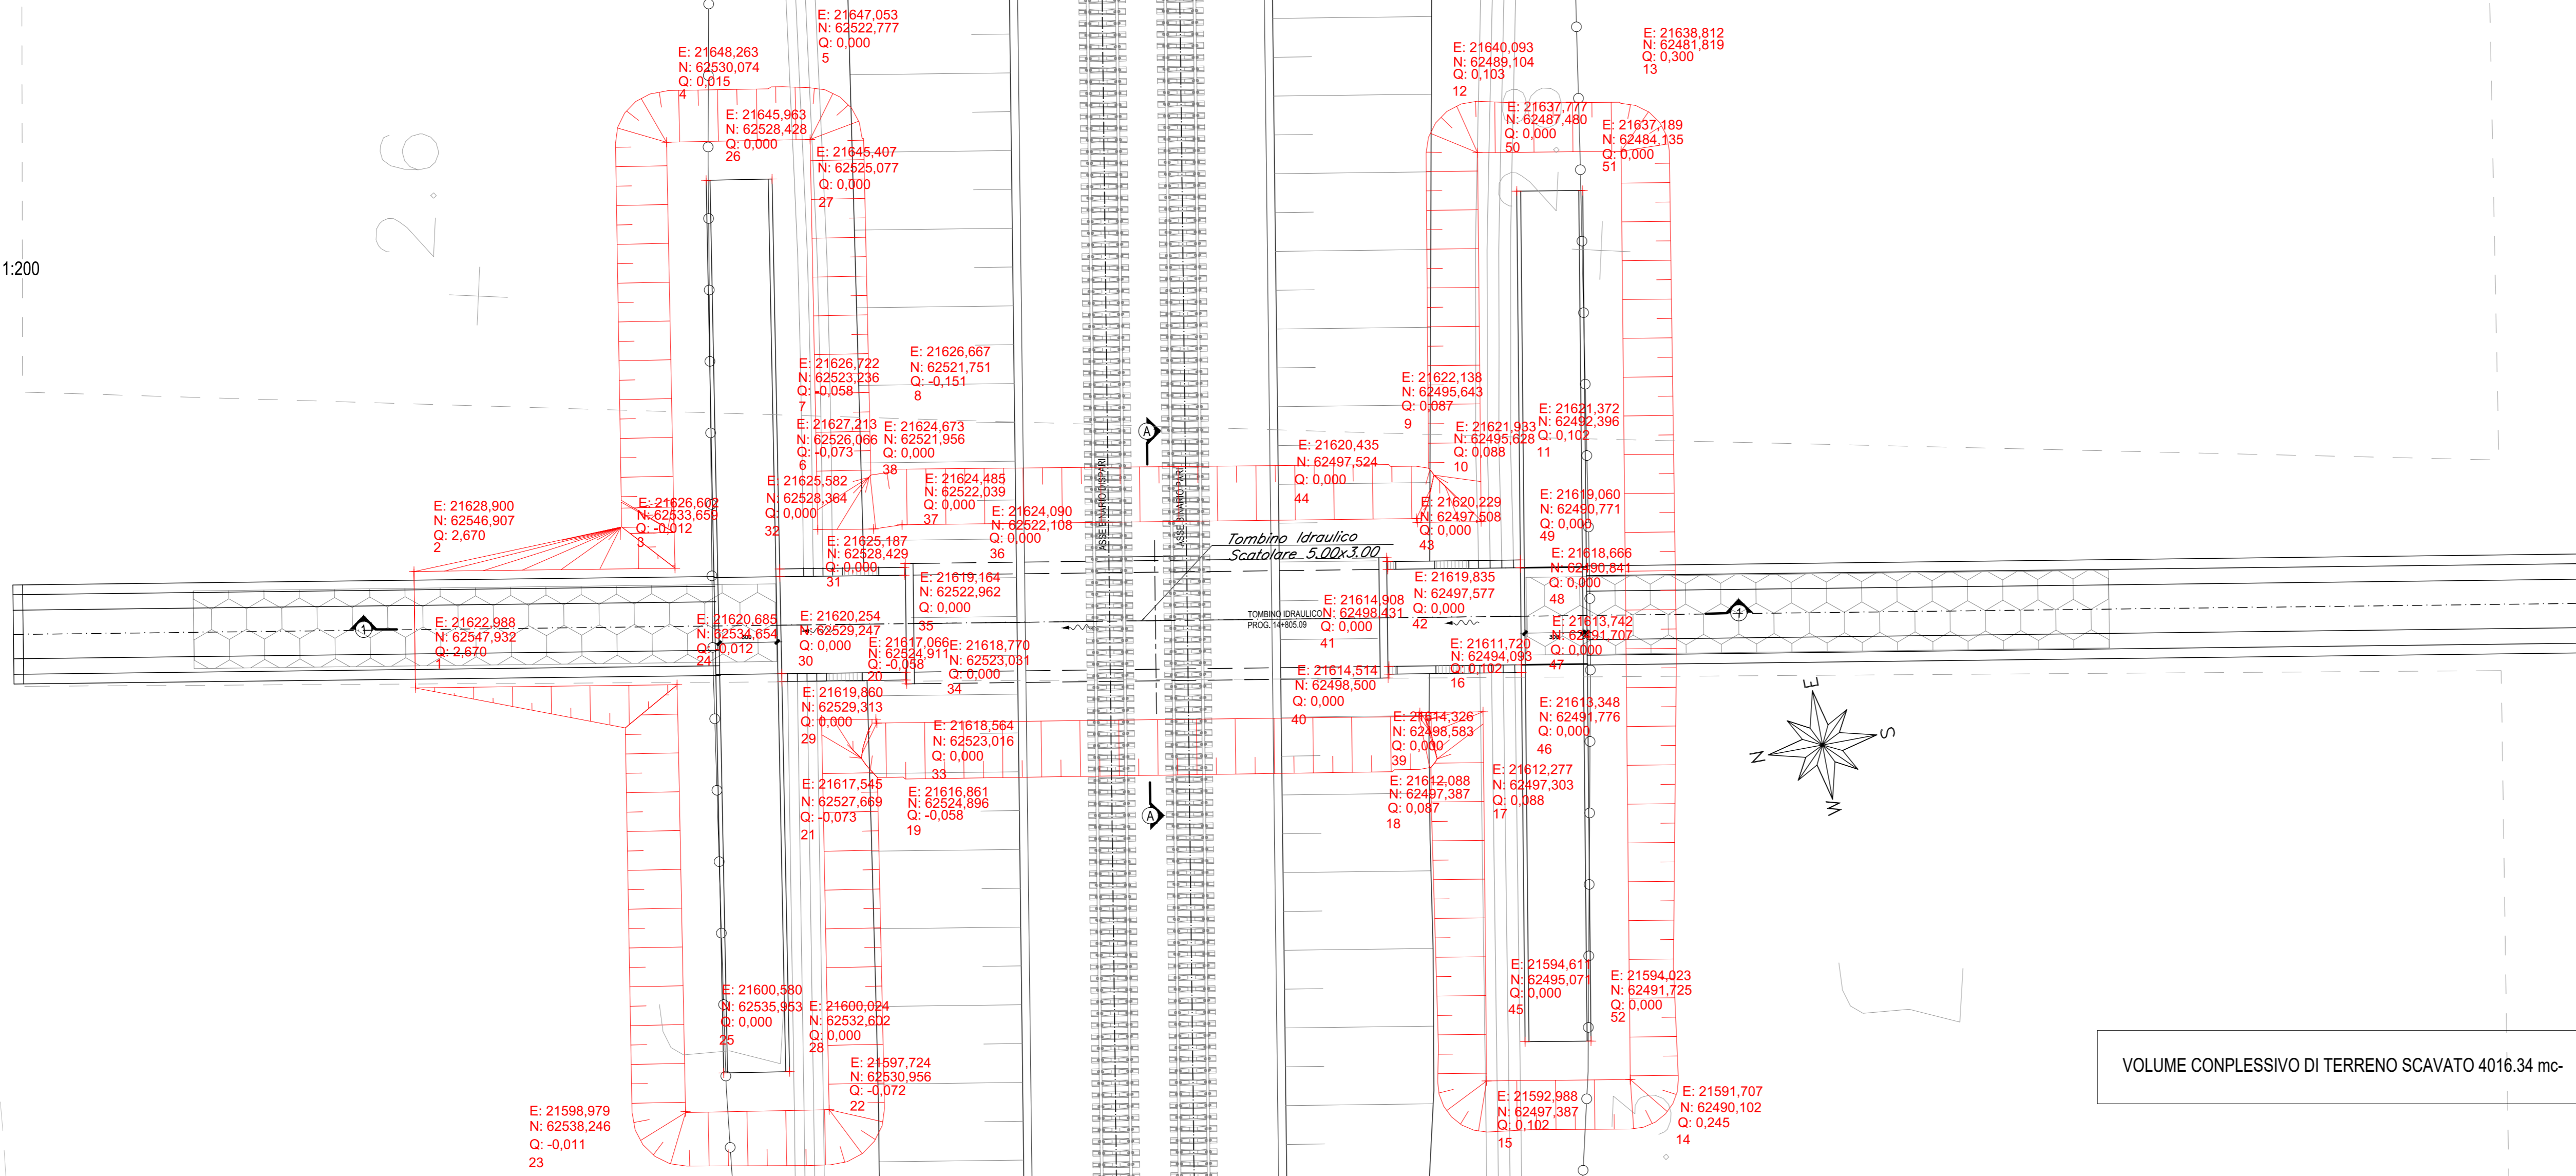 E: 21647,053
N: 62522,777
Q: 0,000
5
E: 21648,263
N: 62530,074
Q: 0,015
4
E: 21640,093
N: 62489,104
Q: 0,103
12
E: 21638,812
N: 62481,819
Q: 0,300
13
E: 21645,963
N: 62528,428
Q: 0,000
26
E: 21645,407
N: 62525,077
Q: 0,000
27
E: 21637,777
N: 62487,480
Q: 0,000
50
E: 21637,189
N: 62484,135
Q: 0,000
51
2.6
1:200
E: 21626,722
N: 62523,236
Q: -0,058
7
E: 21626,667
N: 62521,751
Q: -0,151
8
E: 21622,138
N: 62495,643
Q: 0,087
9
E: 21621,933
N: 62495,628
Q: 0,088
10
E: 21621,372
N: 62492,396
Q: 0,102
11
E: 21627,213
N: 62526,066
Q: -0,073
6
E: 21624,673
N: 62521,956
Q: 0,000
38
A
E: 21620,435
N: 62497,524
Q: 0,000
44
ASSE BINARIO DISPARI
ASSE BINARIO PARI
E: 21628,900
N: 62546,907
Q: 2,670
2
E: 21626,602
N: 62533,659
Q: -0,012
3
E: 21625,582
N: 62528,364
Q: 0,000
32
E: 21624,485
N: 62522,039
Q: 0,000
37
E: 21624,090
N: 62522,108
Q: 0,000
36
E: 21620,229
N: 62497,508
Q: 0,000
43
E: 21619,060
N: 62490,771
Q: 0,000
49
E: 21625,187
N: 62528,429
Q: 0,000
31
Tombino Idraulico
Scatolare 5.00x3.00
E: 21618,666
N: 62490,841
Q: 0,000
48
E: 21619,164
N: 62522,962
Q: 0,000
35
E: 21619,835
N: 62497,577
Q: 0,000
42
TOMBINO IDRAULICO
PROG. 14+805.09
E: 21614,908
N: 62498,431
Q: 0,000
41
1
E: 21622,988
N: 62547,932
Q: 2,670
1
E: 21620,685
N: 62534,654
Q: -0,012
24
E: 21620,254
N: 62529,247
Q: 0,000
30
E: 21617,066
N: 62524,911
Q: -0,058
20
E: 21618,770
N: 62523,031
Q: 0,000
34
E: 21611,720
N: 62494,093
Q: 0,102
16
E: 21613,742
N: 62491,707
Q: 0,000
47
1
E: 21614,514
N: 62498,500
Q: 0,000
40
E: 21619,860
N: 62529,313
Q: 0,000
29
E: 21618,564
N: 62523,016
Q: 0,000
33
E: 21614,326
N: 62498,583
Q: 0,000
39
E: 21613,348
N: 62491,776
Q: 0,000
46
E
S
N
W
E: 21617,545
N: 62527,669
Q: -0,073
21
E: 21616,861
N: 62524,896
Q: -0,058
19
A
E: 21612,088
N: 62497,387
Q: 0,087
18
E: 21612,277
N: 62497,303
Q: 0,088
17
E: 21600,580
N: 62535,953
Q: 0,000
25
E: 21600,024
N: 62532,602
Q: 0,000
28
E: 21594,611
N: 62495,071
Q: 0,000
45
E: 21594,023
N: 62491,725
Q: 0,000
52
E: 21597,724
N: 62530,956
Q: -0,072
22
E: 21598,979
N: 62538,246
Q: -0,011
23
E: 21592,988
N: 62497,387
Q: 0,102
15
E: 21591,707
N: 62490,102
Q: 0,245
14
VOLUME CONPLESSIVO DI TERRENO SCAVATO 4016.34 mc-